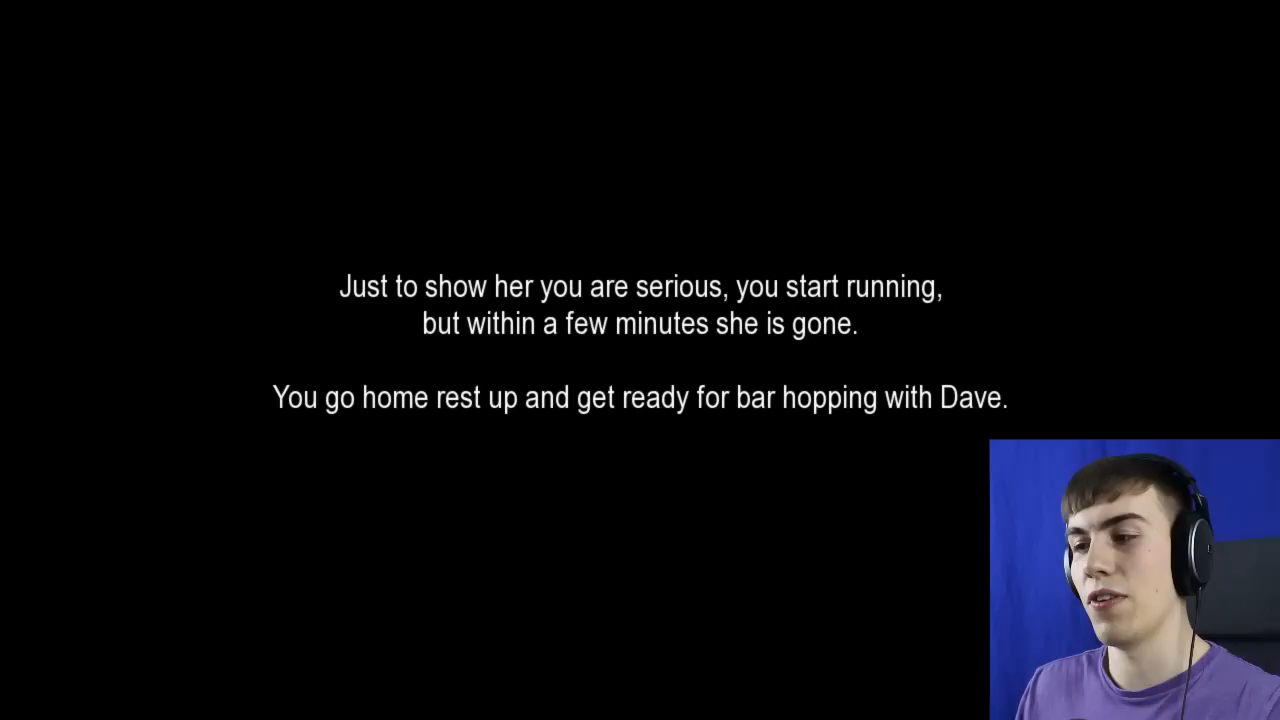 Just to show her you are serious, you start running,
but within a few minutes she is gone.
You go home rest up and get ready for bar hopping with Dave.